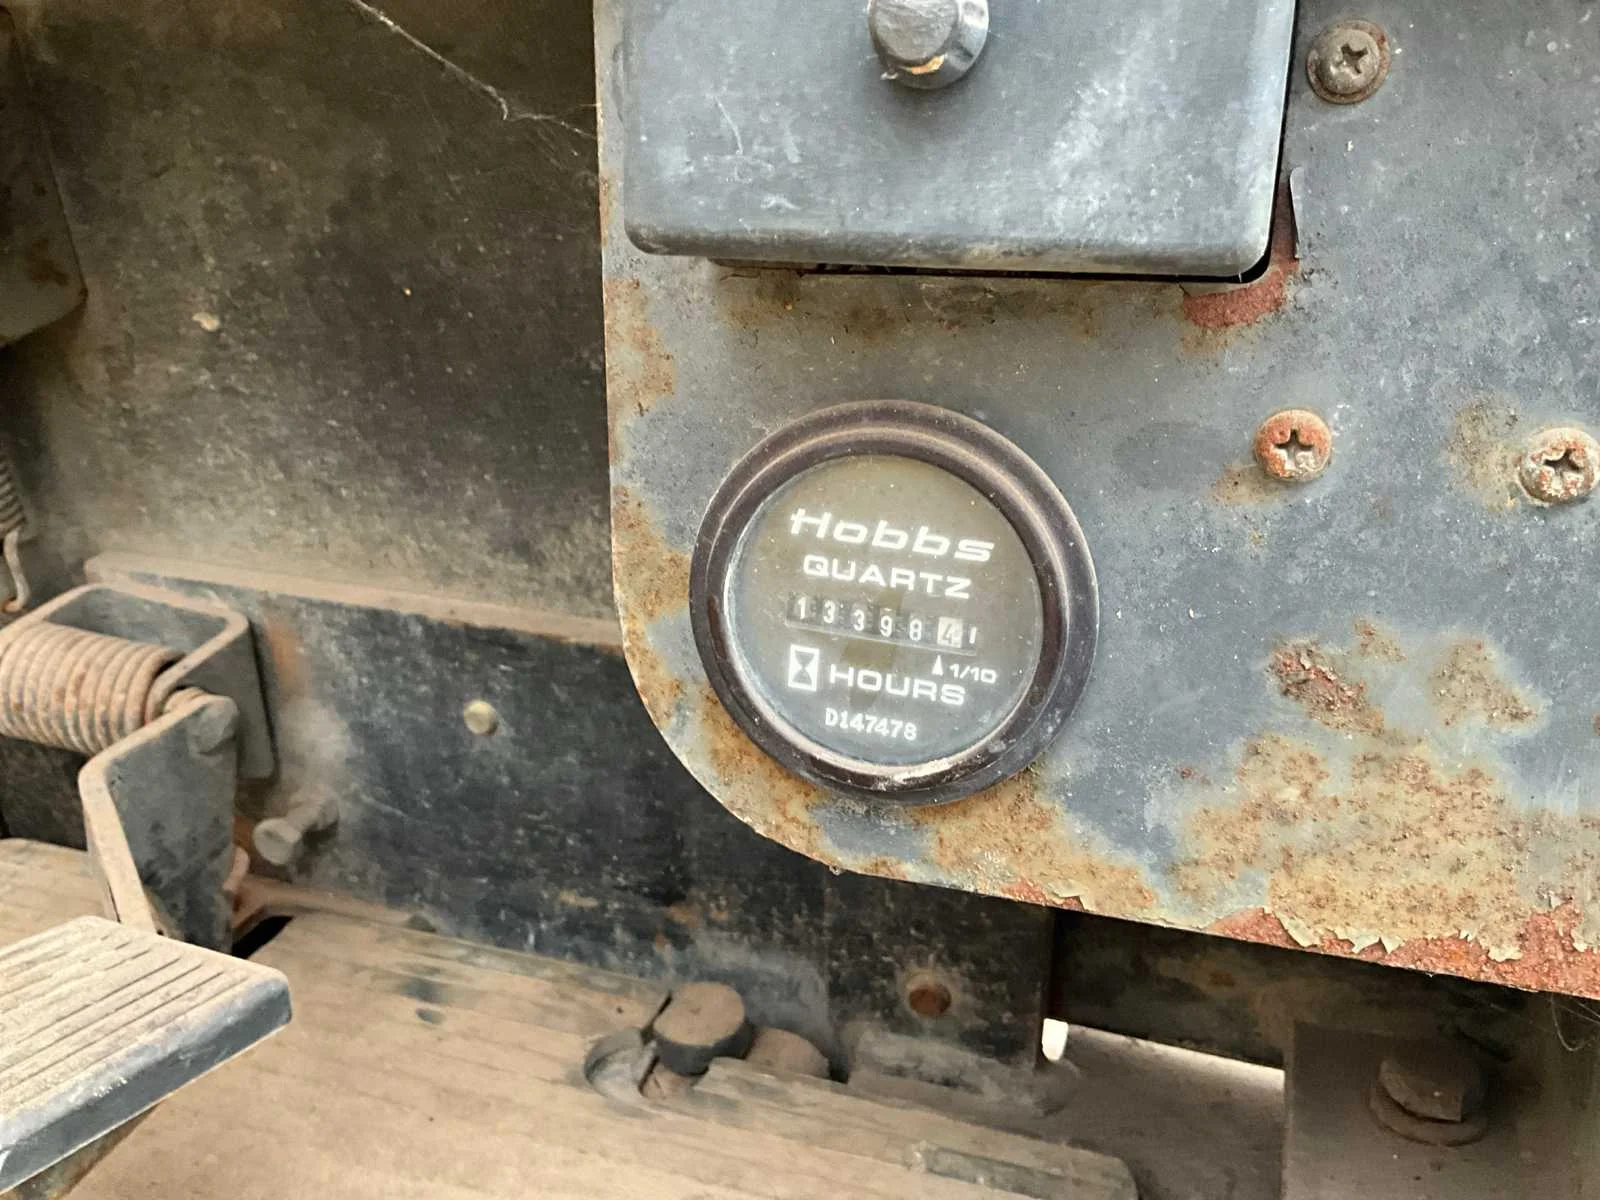 Hobbs
QUARTZ
133984
1/10
HOURS
D147478